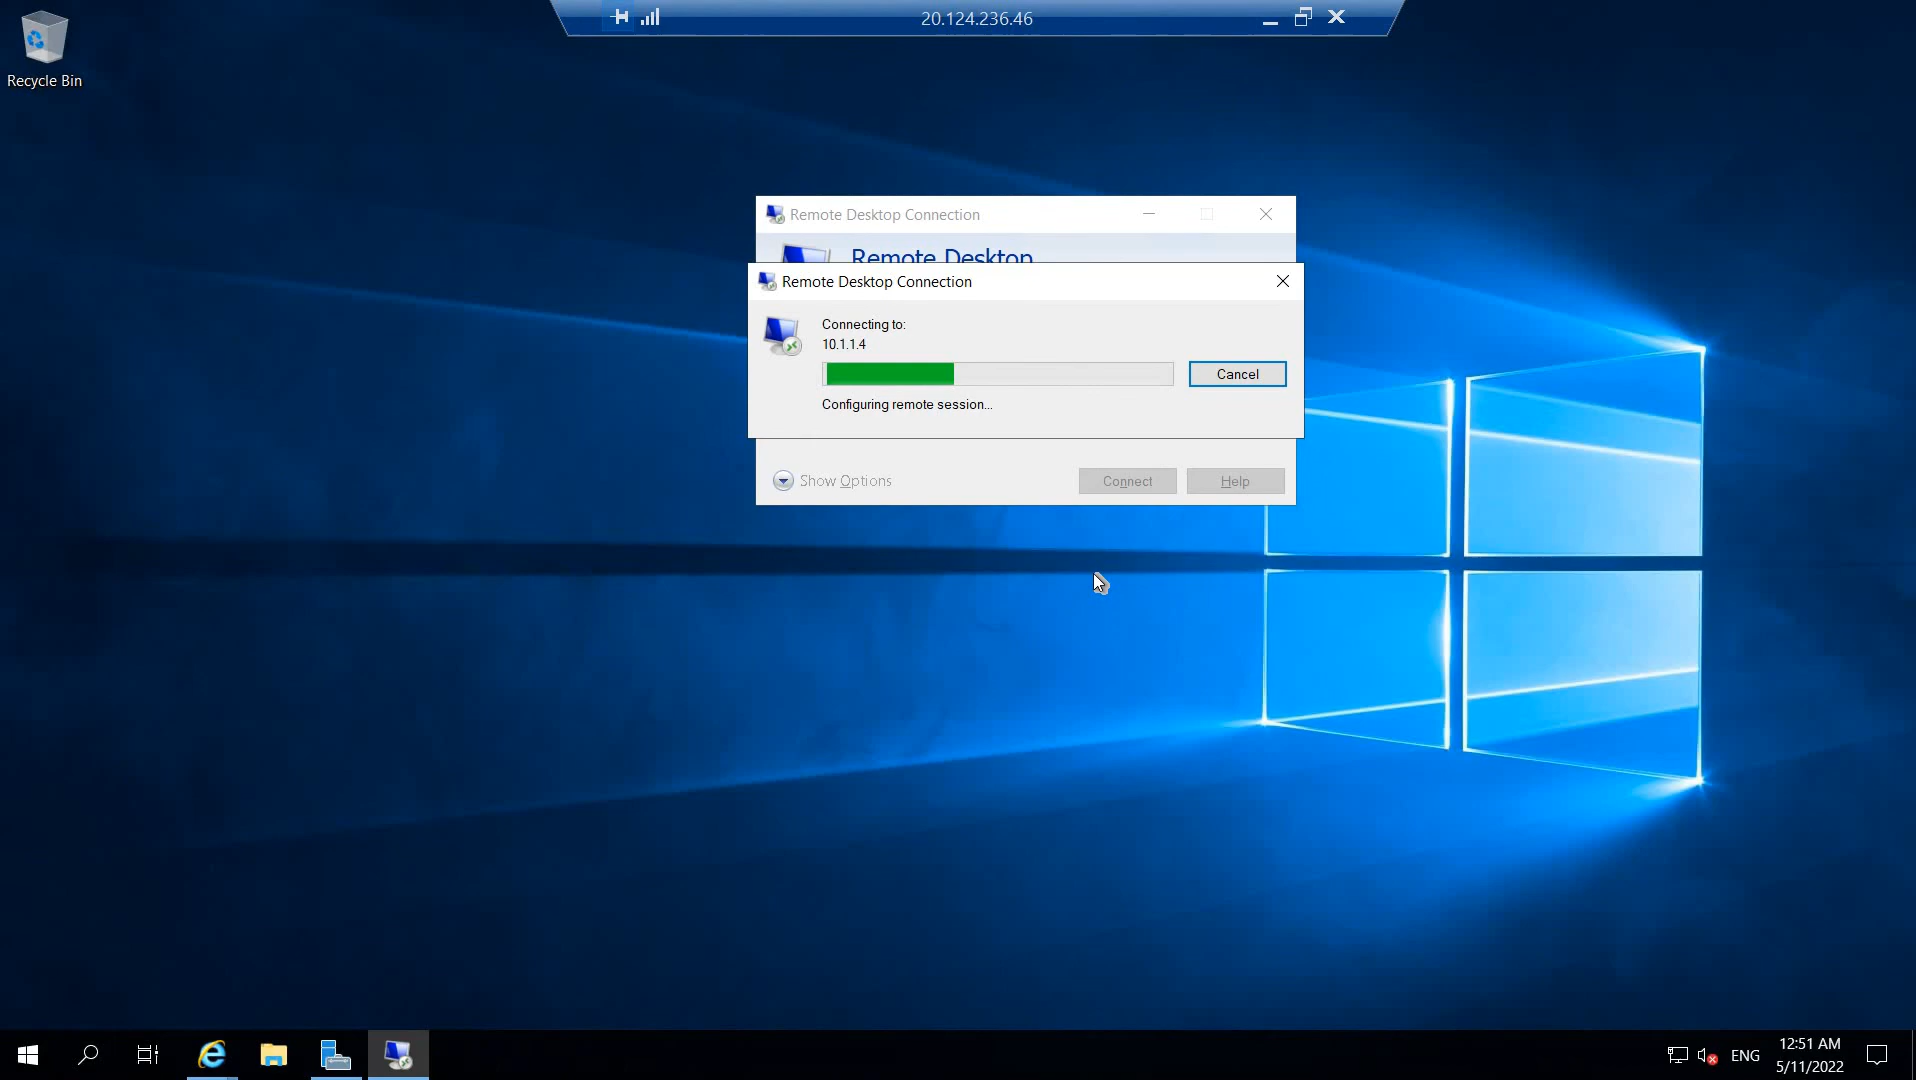 20.124.236.46
Recycle Bin
Remote Desktop Connection
Remote Desktop
Remote Desktop Connection
Connecting to:
10.1.1.4
Cancel
Configuring remote session...
Show Options
Connect
Help
ENG
12:51 AM
5/11/2022